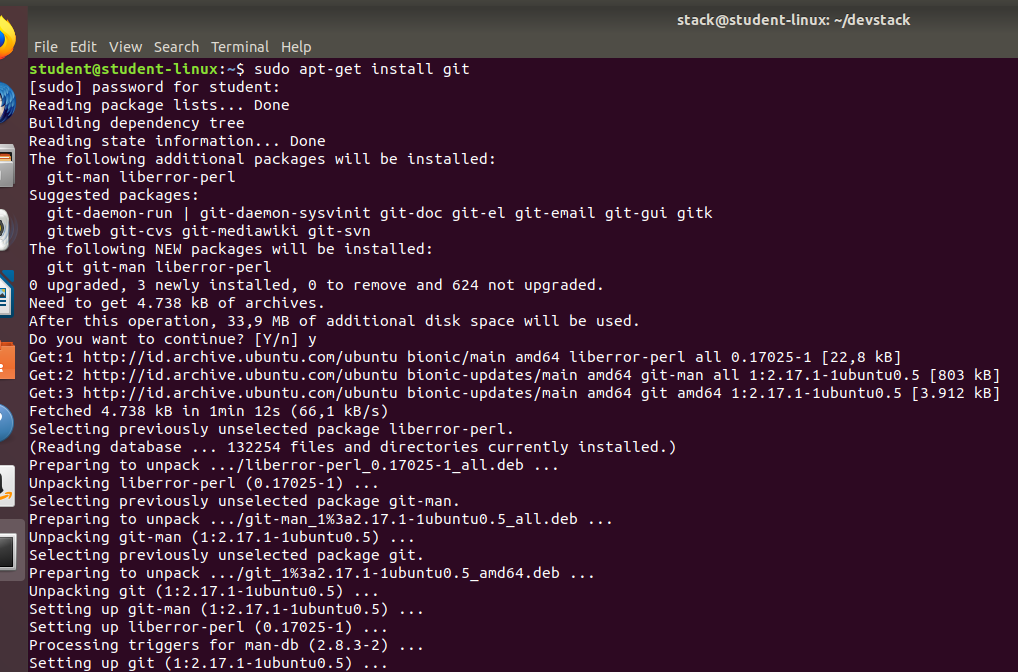 stack@student-linux: ~/devstack
File Edit View Search Terminal Help
student@student-linux:~$ sudo apt-get install git
[sudo] password for student:
Reading package lists... Done
Building dependency tree
Reading state information... Done
The following additional packages will be installed:
  git-man liberror-perl
Suggested packages:
  git-daemon-run | git-daemon-sysvinit git-doc git-el git-email git-gui gitk
  gitweb git-cvs git-mediawiki git-svn
The following NEW packages will be installed:
  git git-man liberror-perl
0 upgraded, 3 newly installed, 0 to remove and 624 not upgraded.
Need to get 4.738 kB of archives.
After this operation, 33,9 MB of additional disk space will be used.
Do you want to continue? [Y/n] y
Get:1 http://id.archive.ubuntu.com/ubuntu bionic/main amd64 liberror-perl all 0.17025-1 [22,8 kB]
Get:2 http://id.archive.ubuntu.com/ubuntu bionic-updates/main amd64 git-man all 1:2.17.1-1ubuntu0.5 [803 kB]
Get:3 http://id.archive.ubuntu.com/ubuntu bionic-updates/main amd64 git amd64 1:2.17.1-1ubuntu0.5 [3.912 kB]
Fetched 4.738 kB in 1min 12s (66,1 kB/s)
Selecting previously unselected package liberror-perl.
(Reading database ... 132254 files and directories currently installed.)
Preparing to unpack .../liberror-perl_0.17025-1_all.deb ...
Unpacking liberror-perl (0.17025-1) ...
Selecting previously unselected package git-man.
Preparing to unpack .../git-man_1%3a2.17.1-1ubuntu0.5_all.deb ...
Unpacking git-man (1:2.17.1-1ubuntu0.5) ...
Selecting previously unselected package git.
Preparing to unpack .../git_1%3a2.17.1-1ubuntu0.5_amd64.deb ...
Unpacking git (1:2.17.1-1ubuntu0.5) ...
Setting up git-man (1:2.17.1-1ubuntu0.5) ...
Setting up liberror-perl (0.17025-1) ...
Processing triggers for man-db (2.8.3-2) ...
Setting up git (1:2.17.1-1ubuntu0.5) ...